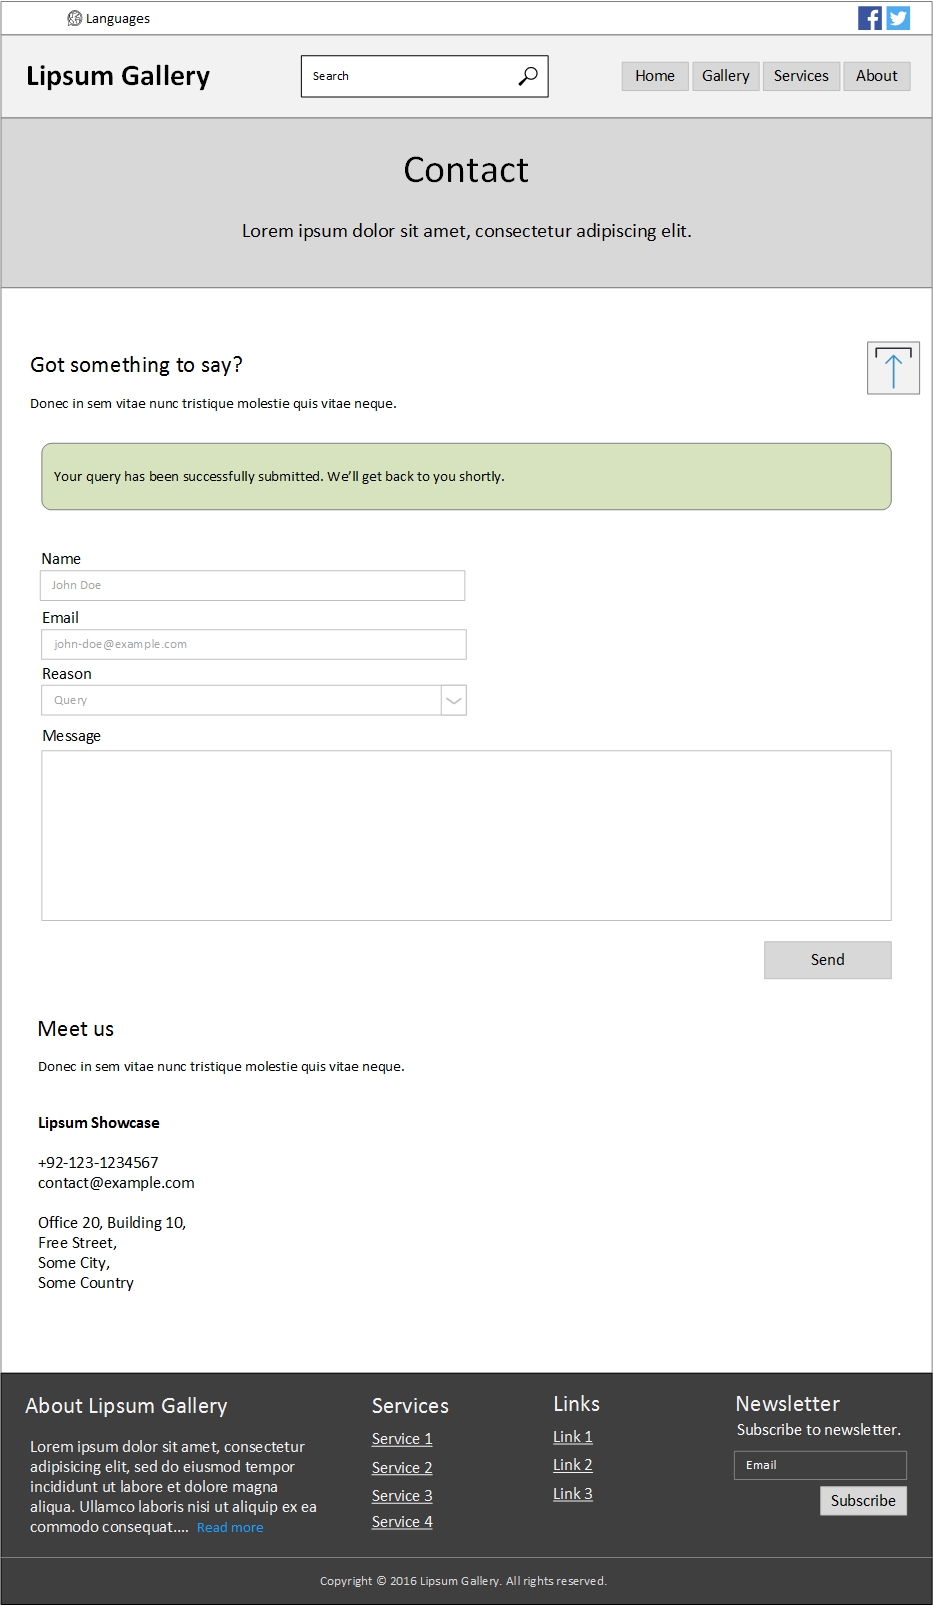 Languages
Lipsum Gallery
Search
Home
Gallery
Services
About
Contact
Lorem ipsum dolor sit amet, consectetur adipiscing elit.
Got something to say?
Donec in sem vitae nunc tristique molestie quis vitae neque.
Your query has been successfully submitted. We’ll get back to you shortly.
Name
John Doe
Email
john-doe@example.com
Reason
Query
Message
Send
Meet us
Donec in sem vitae nunc tristique molestie quis vitae neque.
Lipsum Showcase
+92-123-1234567
contact@example.com
Office 20, Building 10,
Free Street,
Some City,
Some Country
About Lipsum Gallery
Lorem ipsum dolor sit amet, consectetur
adipisicing elit, sed do eiusmod tempor
incididunt ut labore et dolore magna
aliqua. Ullamco laboris nisi ut aliquip ex ea
commodo consequat.... Read more
Services
Service 1
Service 2
Service 3
Service 4
Links
Link 1
Link 2
Link 3
Newsletter
Subscribe to newsletter.
Email
Subscribe
Copyright © 2016 Lipsum Gallery. All rights reserved.